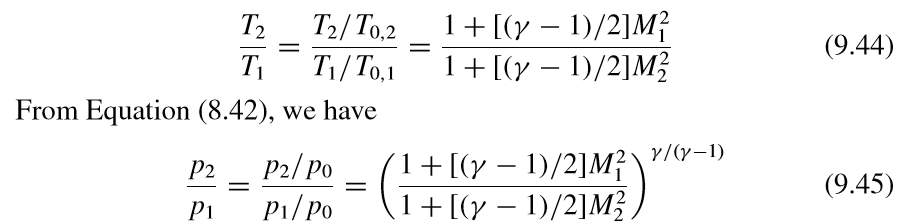 \frac{T_2}{T_1} = \frac{T_2/T_{0,2}}{T_1/T_{0,1}} = \frac{1 + [(\gamma - 1)/2]M_1^2}{1 + [(\gamma - 1)/2]M_2^2} (9.44)
From Equation (8.42), we have
\frac{p_2}{p_1} = \frac{p_2/p_0}{p_1/p_0} = \left( \frac{1 + [(\gamma - 1)/2]M_1^2}{1 + [(\gamma - 1)/2]M_2^2} \right)^{\gamma/(\gamma-1)} (9.45)